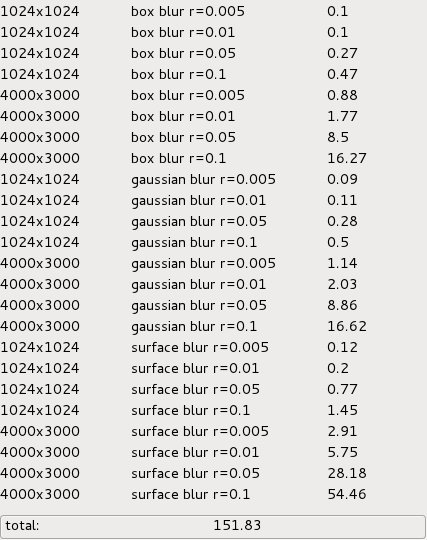 1024x1024 box blur r=0.005 0.1
1024x1024 box blur r=0.01 0.1
1024x1024 box blur r=0.05 0.27
1024x1024 box blur r=0.1 0.47
4000x3000 box blur r=0.005 0.88
4000x3000 box blur r=0.01 1.77
4000x3000 box blur r=0.05 8.5
4000x3000 box blur r=0.1 16.27
1024x1024 gaussian blur r=0.005 0.09
1024x1024 gaussian blur r=0.01 0.11
1024x1024 gaussian blur r=0.05 0.28
1024x1024 gaussian blur r=0.1 0.5
4000x3000 gaussian blur r=0.005 1.14
4000x3000 gaussian blur r=0.01 2.03
4000x3000 gaussian blur r=0.05 8.86
4000x3000 gaussian blur r=0.1 16.62
1024x1024 surface blur r=0.005 0.12
1024x1024 surface blur r=0.01 0.2
1024x1024 surface blur r=0.05 0.77
1024x1024 surface blur r=0.1 1.45
4000x3000 surface blur r=0.005 2.91
4000x3000 surface blur r=0.01 5.75
4000x3000 surface blur r=0.05 28.18
4000x3000 surface blur r=0.1 54.46
total: 151.83